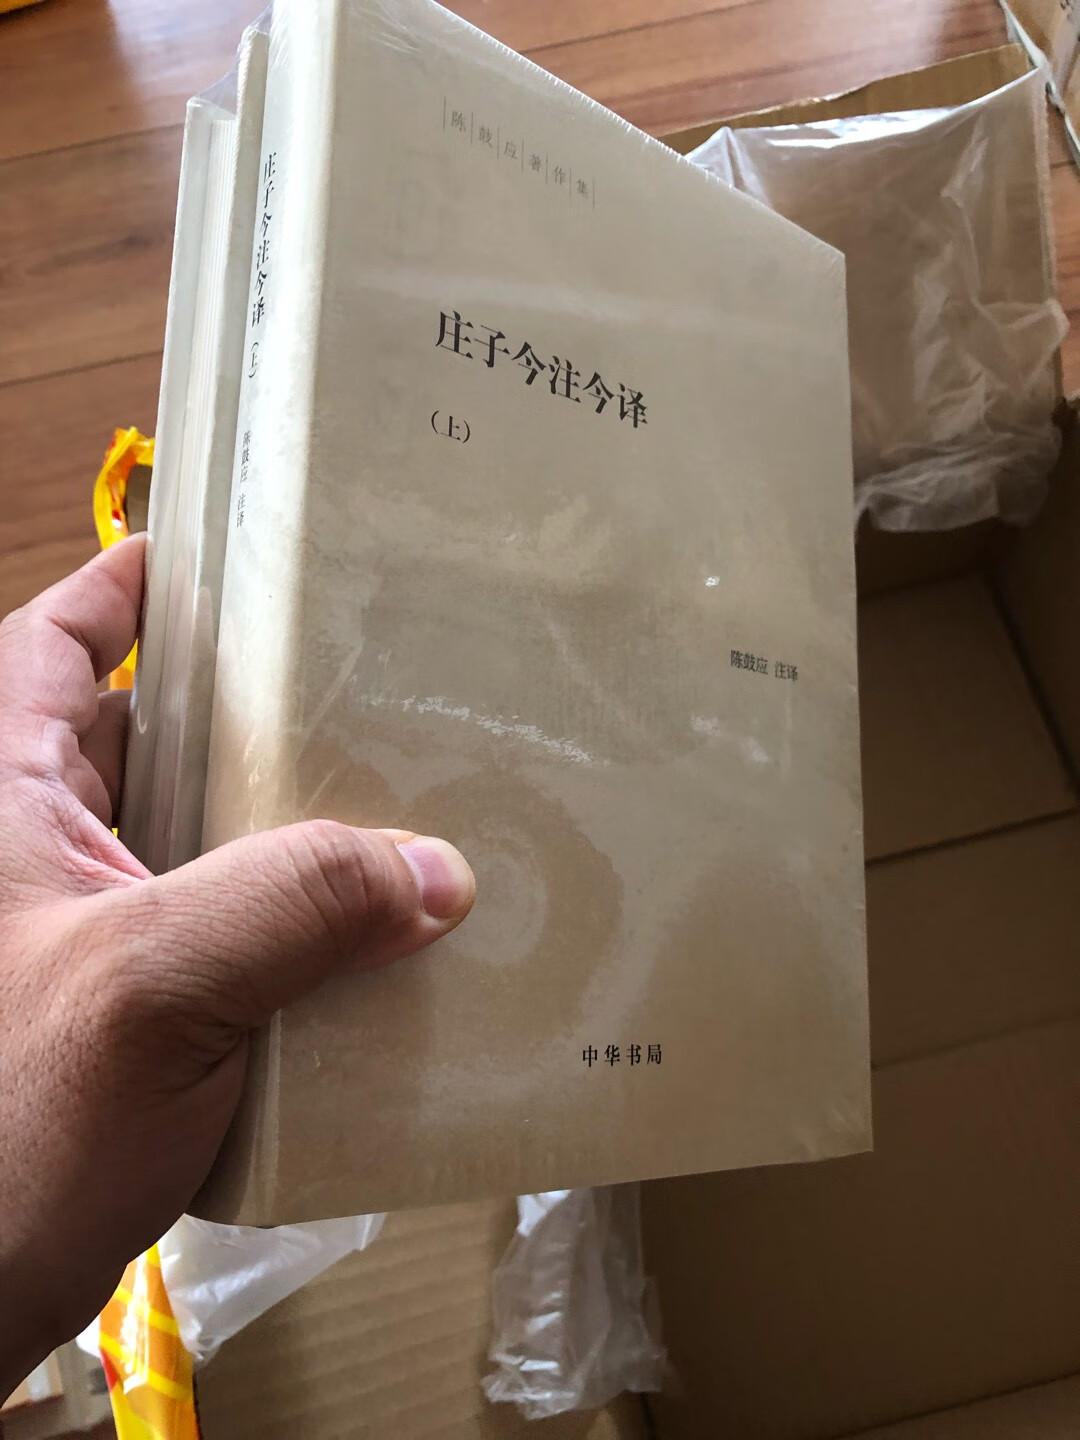 陈鼓应著作集
庄子今注今译
（上）
陈鼓应 注译
中华书局
庄子今注今译（上） 陈鼓应 注译